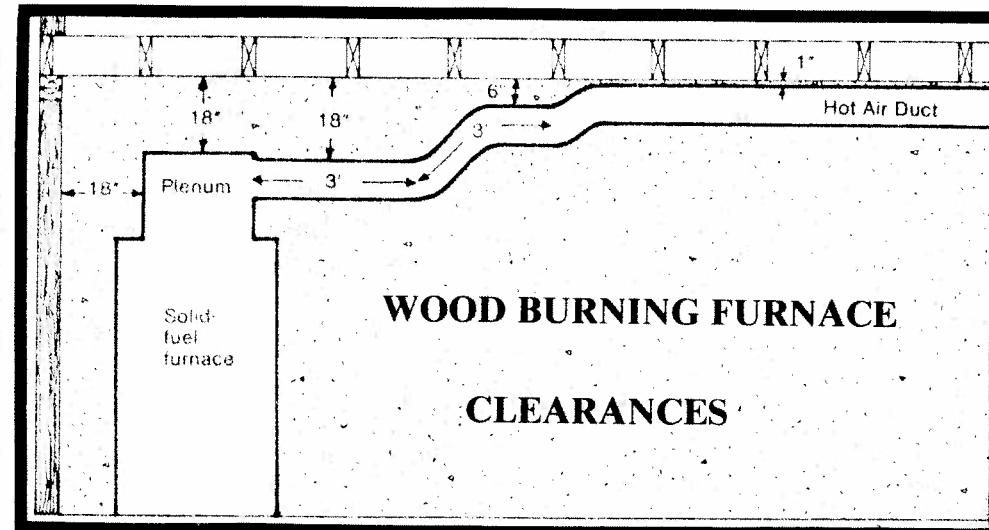 1"
6"
18"
18"
Hot Air Duct
3'
18"
Plenum
3'
Solid-
fuel
furnace
WOOD BURNING FURNACE
CLEARANCES